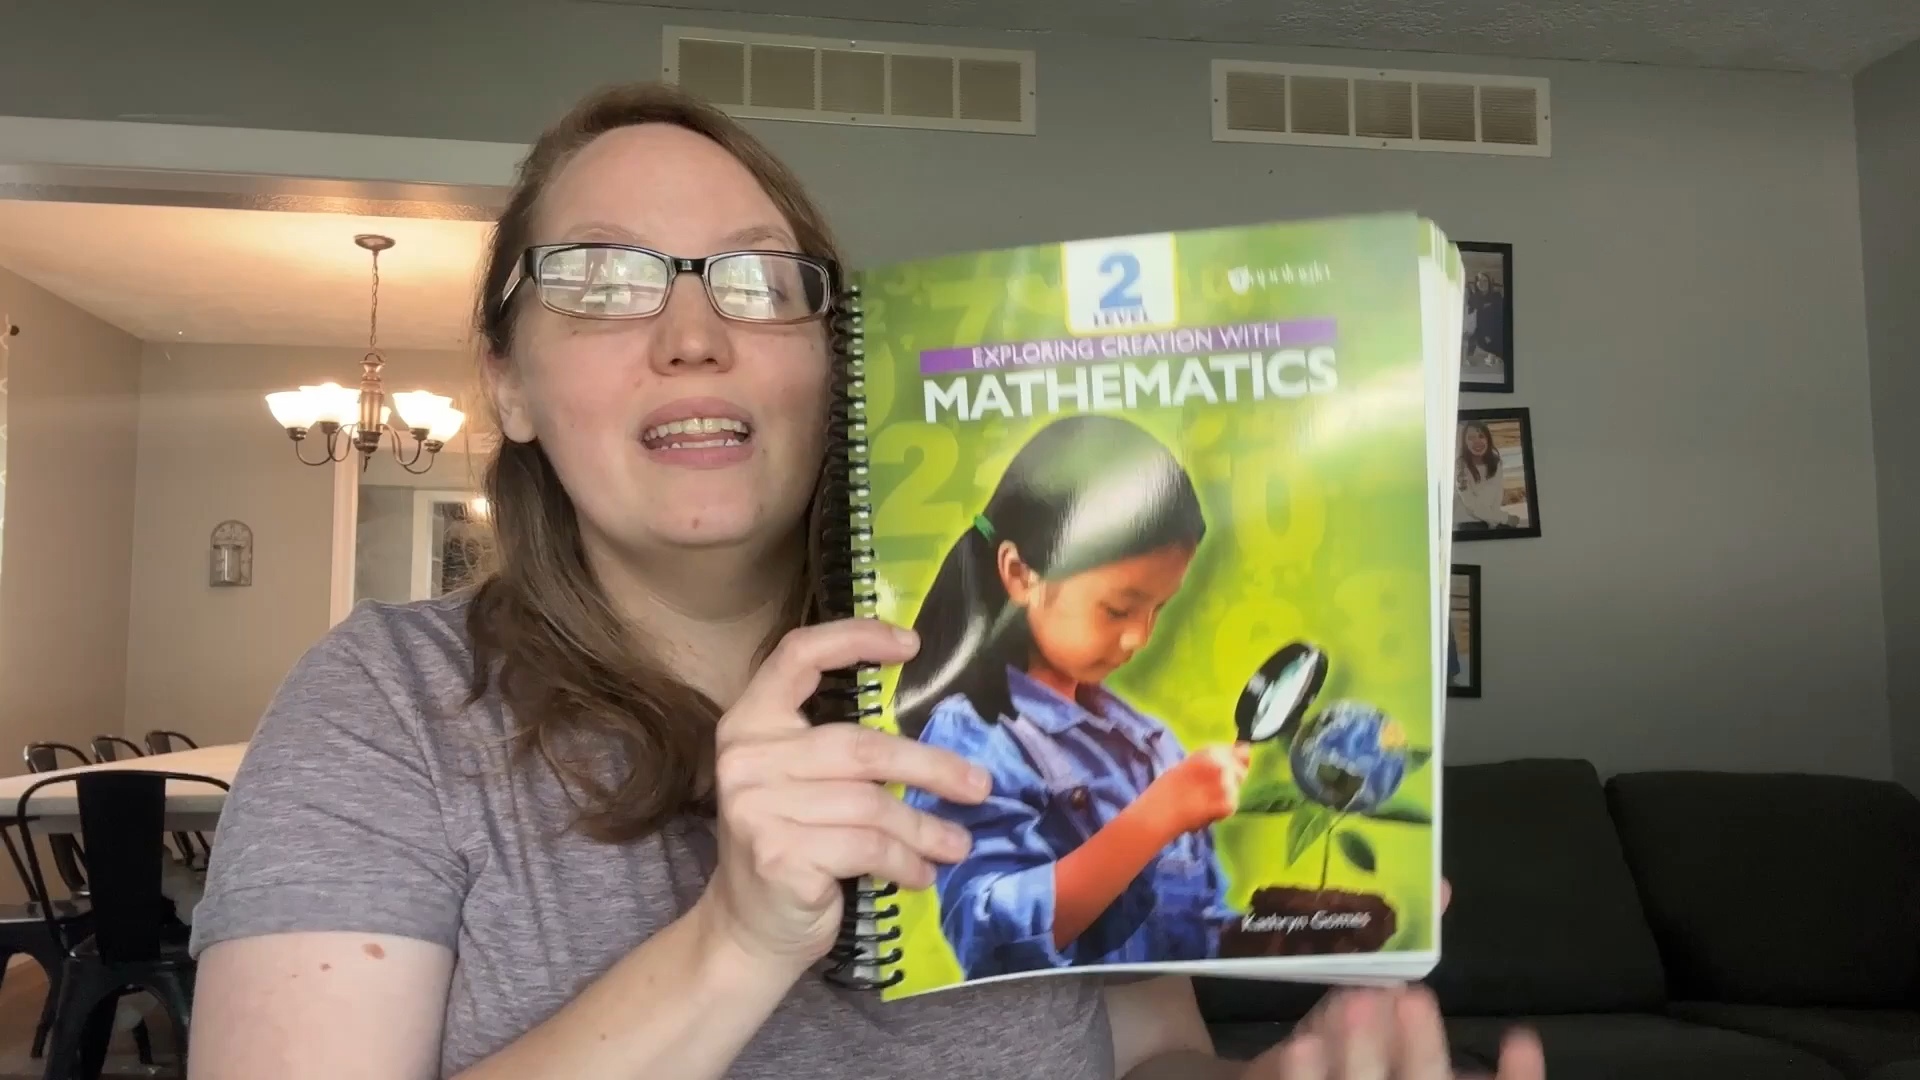 2
LEVEL
EXPLORING CREATION WITH
MATHEMATICS
Kathryn Gomes